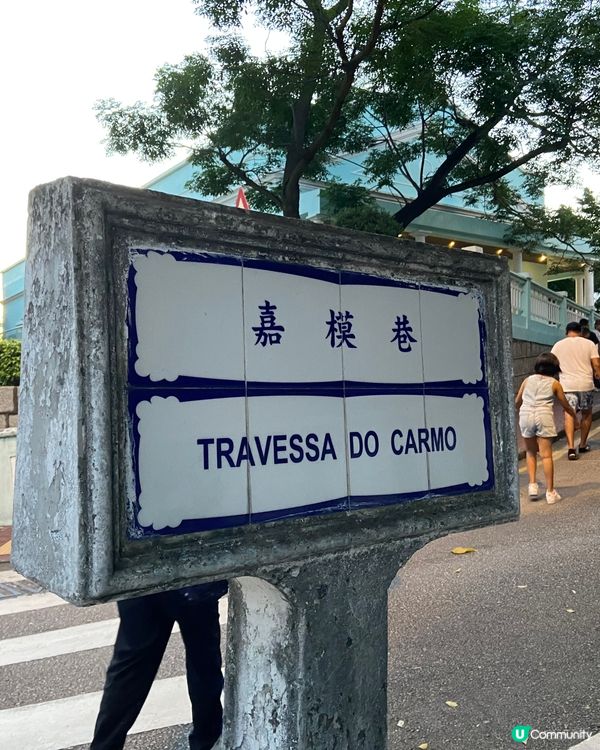 嘉模巷
TRAVESSA DO CARMO
U Community